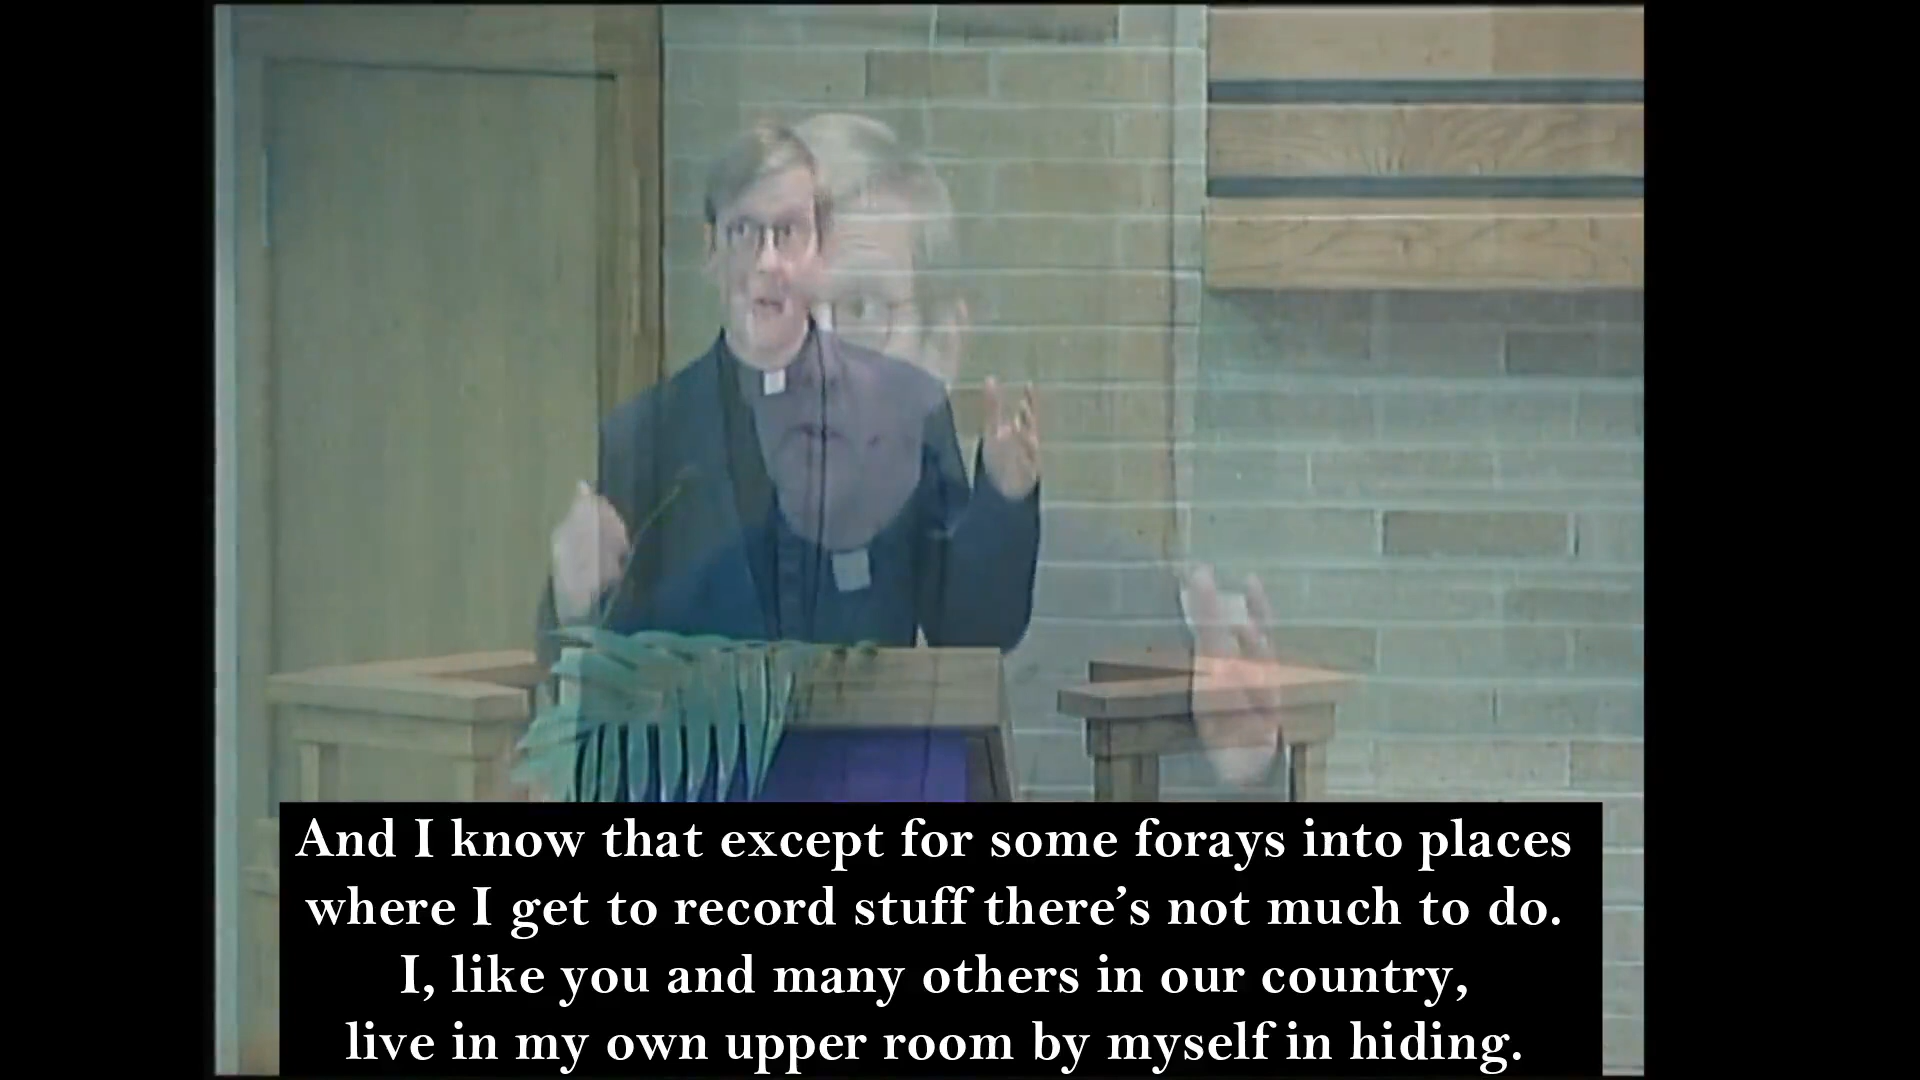 And I know that except for some forays into places
where I get to record stuff there's not much to do.
I, like you and many others in our country,
live in my own upper room by myself in hiding.